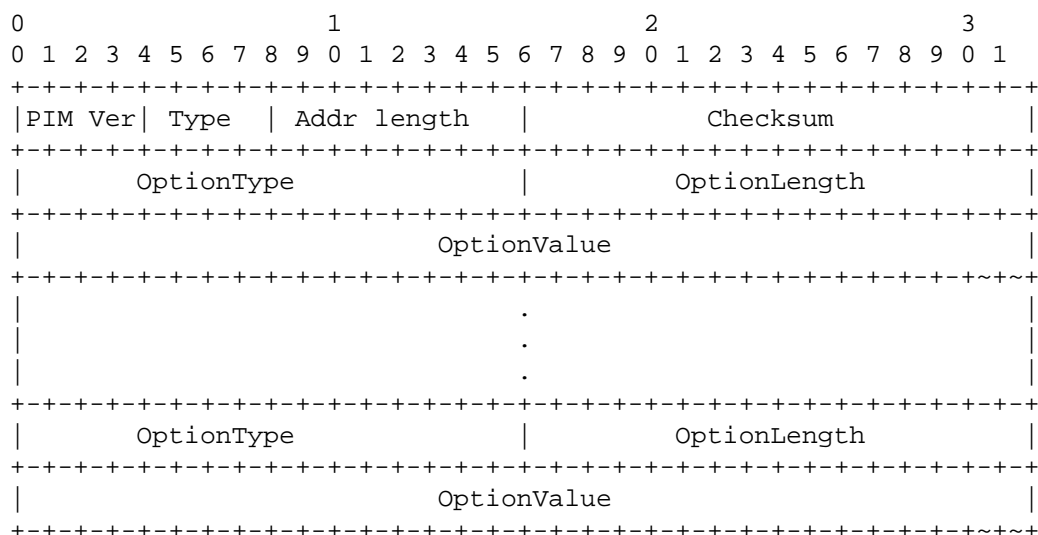 0                   1                   2                   3
0 1 2 3 4 5 6 7 8 9 0 1 2 3 4 5 6 7 8 9 0 1 2 3 4 5 6 7 8 9 0 1
+-+-+-+-+-+-+-+-+-+-+-+-+-+-+-+-+-+-+-+-+-+-+-+-+-+-+-+-+-+-+-+-+
|PIM Ver| Type  | Addr length   |           Checksum            |
+-+-+-+-+-+-+-+-+-+-+-+-+-+-+-+-+-+-+-+-+-+-+-+-+-+-+-+-+-+-+-+-+
|       OptionType              |         OptionLength          |
+-+-+-+-+-+-+-+-+-+-+-+-+-+-+-+-+-+-+-+-+-+-+-+-+-+-+-+-+-+-+-+-+
|                          OptionValue                          |
+-+-+-+-+-+-+-+-+-+-+-+-+-+-+-+-+-+-+-+-+-+-+-+-+-+-+-+-+-+-+~+~+
|                               .                               |
|                               .                               |
|                               .                               |
+-+-+-+-+-+-+-+-+-+-+-+-+-+-+-+-+-+-+-+-+-+-+-+-+-+-+-+-+-+-+-+-+
|       OptionType              |         OptionLength          |
+-+-+-+-+-+-+-+-+-+-+-+-+-+-+-+-+-+-+-+-+-+-+-+-+-+-+-+-+-+-+-+-+
|                          OptionValue                          |
+-+-+-+-+-+-+-+-+-+-+-+-+-+-+-+-+-+-+-+-+-+-+-+-+-+-+-+-+-+-+~+~+